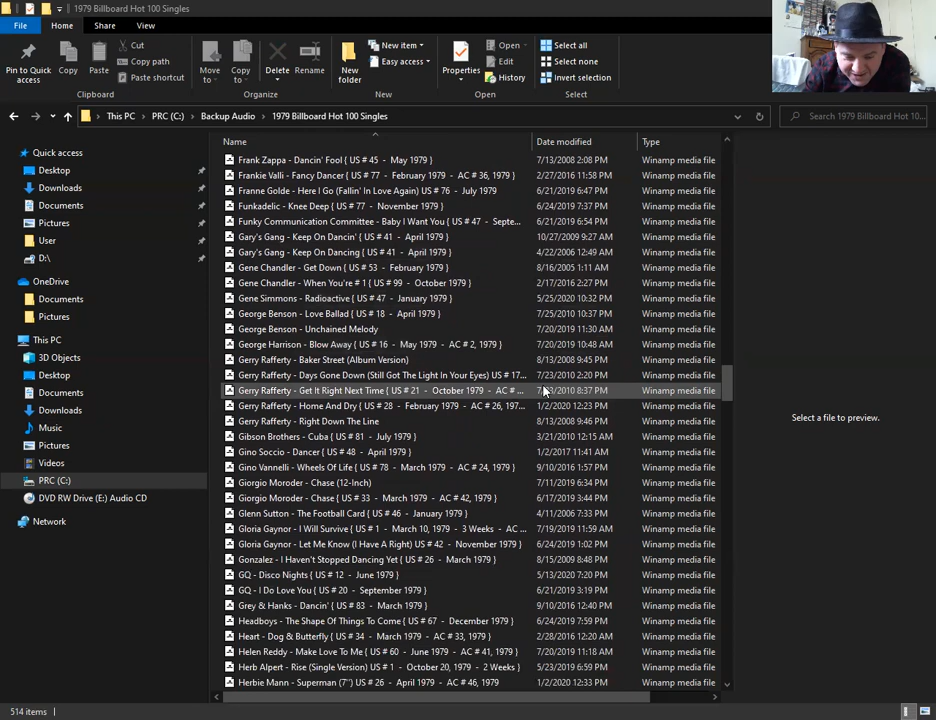 1979 Billboard Hot 100 Singles
File Home Share View
Pin to Quick access
Copy
Paste
Cut
Copy path
Paste shortcut
Clipboard
Move to
Copy to
Delete
Rename
Organize
New folder
New item
Easy access
New
Properties
Open
Edit
History
Open
Select all
Select none
Invert selection
Select
This PC PRC (C:) Backup Audio 1979 Billboard Hot 100 Singles
Search 1979 Billboard Hot 10...
Quick access
Desktop
Downloads
Documents
Pictures
User
D:\
OneDrive
Documents
Pictures
This PC
3D Objects
Desktop
Documents
Downloads
Music
Pictures
Videos
PRC (C:)
DVD RW Drive (E:) Audio CD
Network
Name Date modified Type
Frank Zappa - Dancin' Fool { US # 45 - May 1979 } 7/13/2008 2:08 PM Winamp media file
Frankie Valli - Fancy Dancer { US # 77 - February 1979 - AC # 36, 1979 } 2/27/2016 11:58 PM Winamp media file
Franne Golde - Here I Go (Fallin' In Love Again) US # 76 - July 1979 6/21/2019 6:47 PM Winamp media file
Funkadelic - Knee Deep { US # 77 - November 1979 } 6/24/2019 7:37 PM Winamp media file
Funky Communication Committee - Baby I Want You { US # 47 - Septe... 6/21/2019 6:54 PM Winamp media file
Gary's Gang - Keep On Dancin' { US # 41 - April 1979 } 10/27/2009 9:27 AM Winamp media file
Gary's Gang - Keep On Dancing { US # 41 - April 1979 } 4/22/2006 12:49 AM Winamp media file
Gene Chandler - Get Down { US # 53 - February 1979 } 8/16/2005 1:11 AM Winamp media file
Gene Chandler - When You're # 1 { US # 99 - October 1979 } 2/17/2016 2:27 PM Winamp media file
Gene Simmons - Radioactive { US # 47 - January 1979 } 5/25/2020 10:32 PM Winamp media file
George Benson - Love Ballad { US # 18 - April 1979 } 7/25/2010 10:37 PM Winamp media file
George Benson - Unchained Melody 7/20/2019 11:30 AM Winamp media file
George Harrison - Blow Away { US # 16 - May 1979 - AC # 2, 1979 } 7/20/2019 10:48 AM Winamp media file
Gerry Rafferty - Baker Street (Album Version) 8/13/2008 9:45 PM Winamp media file
Gerry Rafferty - Days Gone Down (Still Got The Light In Your Eyes) US # 17... 7/23/2010 2:20 PM Winamp media file
Gerry Rafferty - Get It Right Next Time { US # 21 - October 1979 - AC # ... 8:37 PM Winamp media file
Gerry Rafferty - Home And Dry { US # 28 - February 1979 - AC # 26, 197... 1/2/2020 12:23 PM Winamp media file
Gerry Rafferty - Right Down The Line 8/13/2008 9:46 PM Winamp media file
Gibson Brothers - Cuba { US # 81 - July 1979 } 3/21/2010 12:15 AM Winamp media file
Gino Soccio - Dancer { US # 48 - April 1979 } 1/2/2017 11:41 AM Winamp media file
Gino Vannelli - Wheels Of Life { US # 78 - March 1979 - AC # 24, 1979 } 9/10/2016 1:57 PM Winamp media file
Giorgio Moroder - Chase (12-Inch) 7/11/2019 6:34 PM Winamp media file
Giorgio Moroder - Chase { US # 33 - March 1979 - AC # 42, 1979 } 6/17/2019 3:44 PM Winamp media file
Glenn Sutton - The Football Card { US # 46 - January 1979 } 4/11/2006 7:33 PM Winamp media file
Gloria Gaynor - I Will Survive { US # 1 - March 10, 1979 - 3 Weeks - AC ... 7/19/2019 11:59 AM Winamp media file
Gloria Gaynor - Let Me Know (I Have A Right) US # 42 - November 1979 } 6/24/2019 1:02 PM Winamp media file
Gonzalez - I Haven't Stopped Dancing Yet { US # 26 - March 1979 } 8/15/2009 8:48 PM Winamp media file
GQ - Disco Nights { US # 12 - June 1979 } 5/13/2020 7:20 PM Winamp media file
GQ - I Do Love You { US # 20 - September 1979 } 6/21/2019 3:19 PM Winamp media file
Grey & Hanks - Dancin' { US # 83 - March 1979 } 9/10/2016 12:40 PM Winamp media file
Headboys - The Shape Of Things To Come { US # 67 - December 1979 } 6/24/2019 7:59 PM Winamp media file
Heart - Dog & Butterfly { US # 34 - March 1979 - AC # 33, 1979 } 2/28/2016 12:20 AM Winamp media file
Helen Reddy - Make Love To Me { US # 60 - June 1979 - AC # 41, 1979 } 7/20/2019 11:18 AM Winamp media file
Herb Alpert - Rise (Single Version) US # 1 - October 20, 1979 - 2 Weeks } 5/23/2019 6:59 PM Winamp media file
Herbie Mann - Superman (7'') US # 26 - April 1979 - AC # 46, 1979 1/2/2020 12:33 PM Winamp media file
Select a file to preview.
514 items